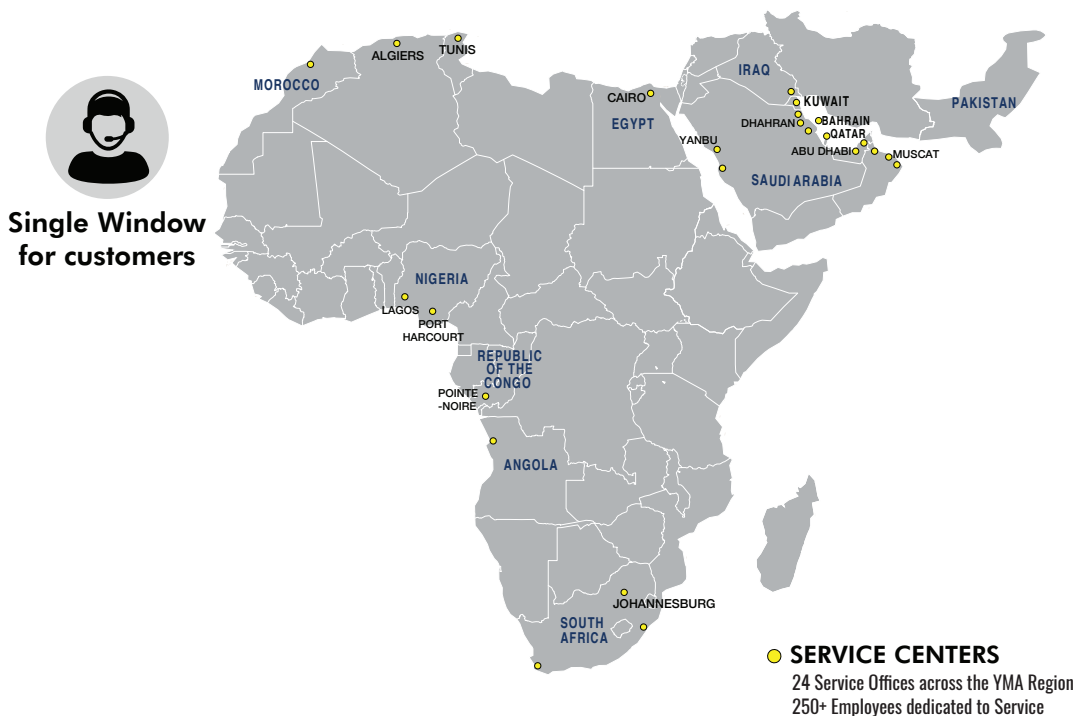 Single Window
for customers
ALGIERS
TUNIS
MOROCCO
IRAQ
CAIRO
EGYPT
KUWAIT
PAKISTAN
DHAHRAN
BAHRAIN
QATAR
YANBU
ABU DHABI
MUSCAT
SAUDI ARABIA
NIGERIA
LAGOS
PORT
HARCOURT
REPUBLIC
OF THE
CONGO
POINTE
-NOIRE
ANGOLA
JOHANNESBURG
SOUTH
AFRICA
SERVICE CENTERS
24 Service Offices across the YMA Region
250+ Employees dedicated to Service